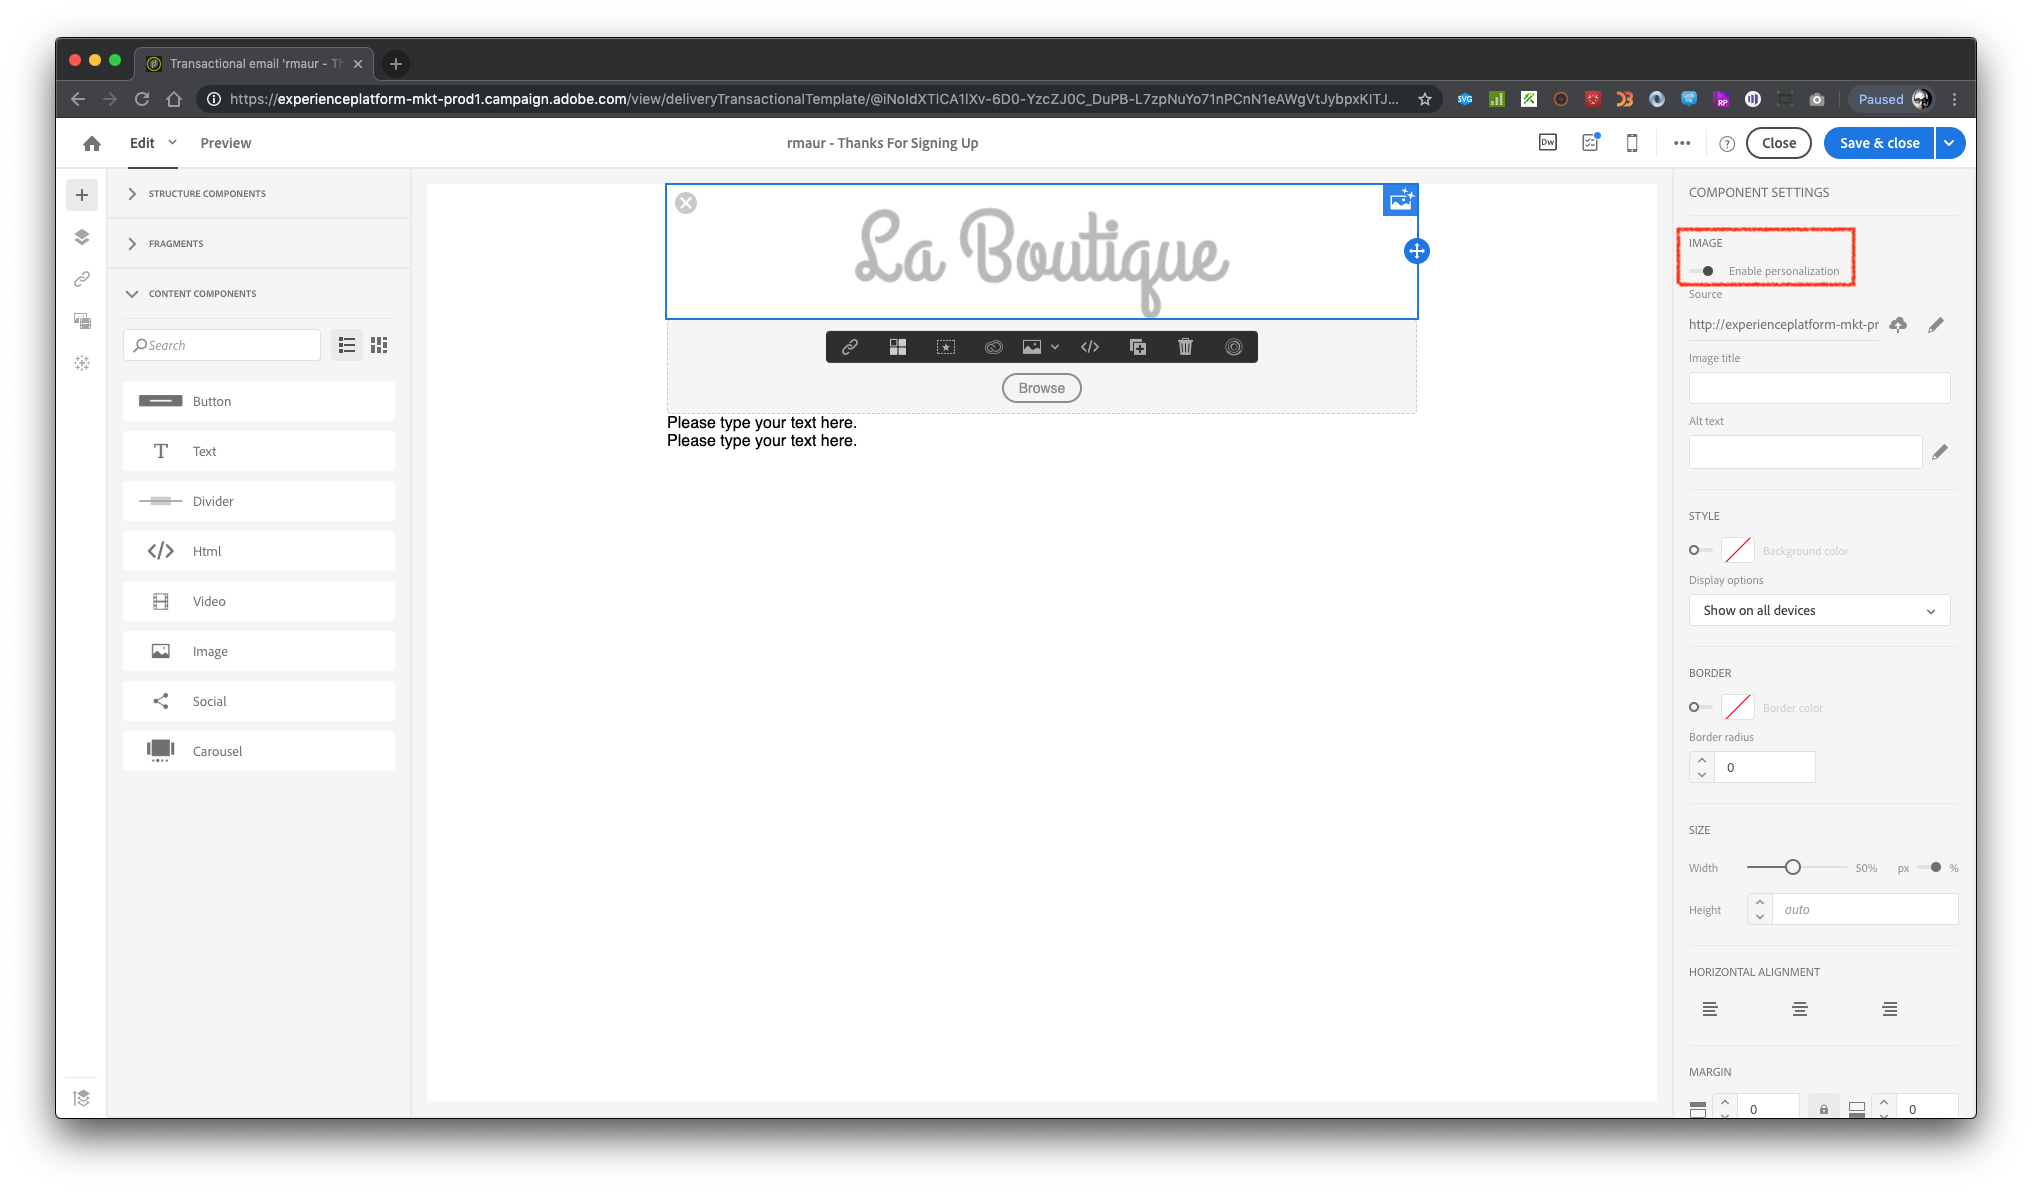 Transactional email 'rmaur - Th
https://experienceplatform-mkt-prod1.campaign.adobe.com/view/deliveryTransactionalTemplate/@iNoIdXTlCA1lXv-6D0-YzcZJ0C_DuPB-L7zpNuYo71nPCnN1eAWgVtJybpxKITJ...
SVG
RP
Paused
Edit
Preview
rmaur - Thanks For Signing Up
Dw
?
Close
Save & close
STRUCTURE COMPONENTS
FRAGMENTS
CONTENT COMPONENTS
Search
Button
Text
Divider
Html
Video
Image
Social
Carousel
La Boutique
Browse
Please type your text here.
Please type your text here.
COMPONENT SETTINGS
IMAGE
Enable personalization
Source
http://experienceplatform-mkt-pr
Image title
Alt text
STYLE
Background color
Display options
Show on all devices
BORDER
Border color
Border radius
0
SIZE
Width 50% px %
Height auto
HORIZONTAL ALIGNMENT
MARGIN
0 0